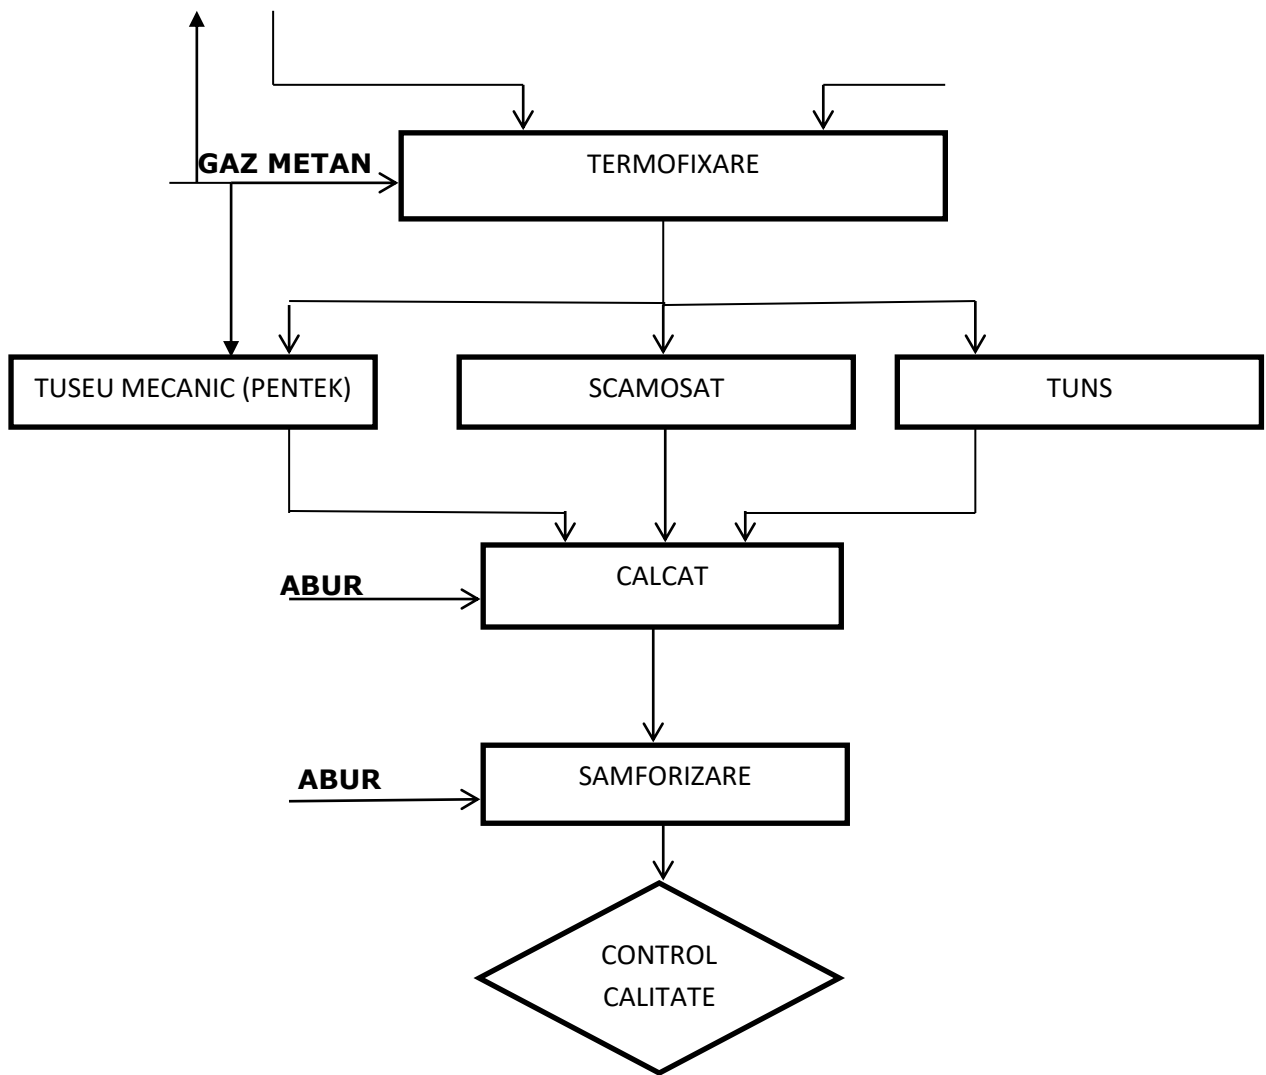 GAZ METAN
TERMOFIXARE
TUSEU MECANIC (PENTEK)
SCAMOSAT
TUNS
ABUR
CALCAT
ABUR
SAMFORIZARE
CONTROL
CALITATE